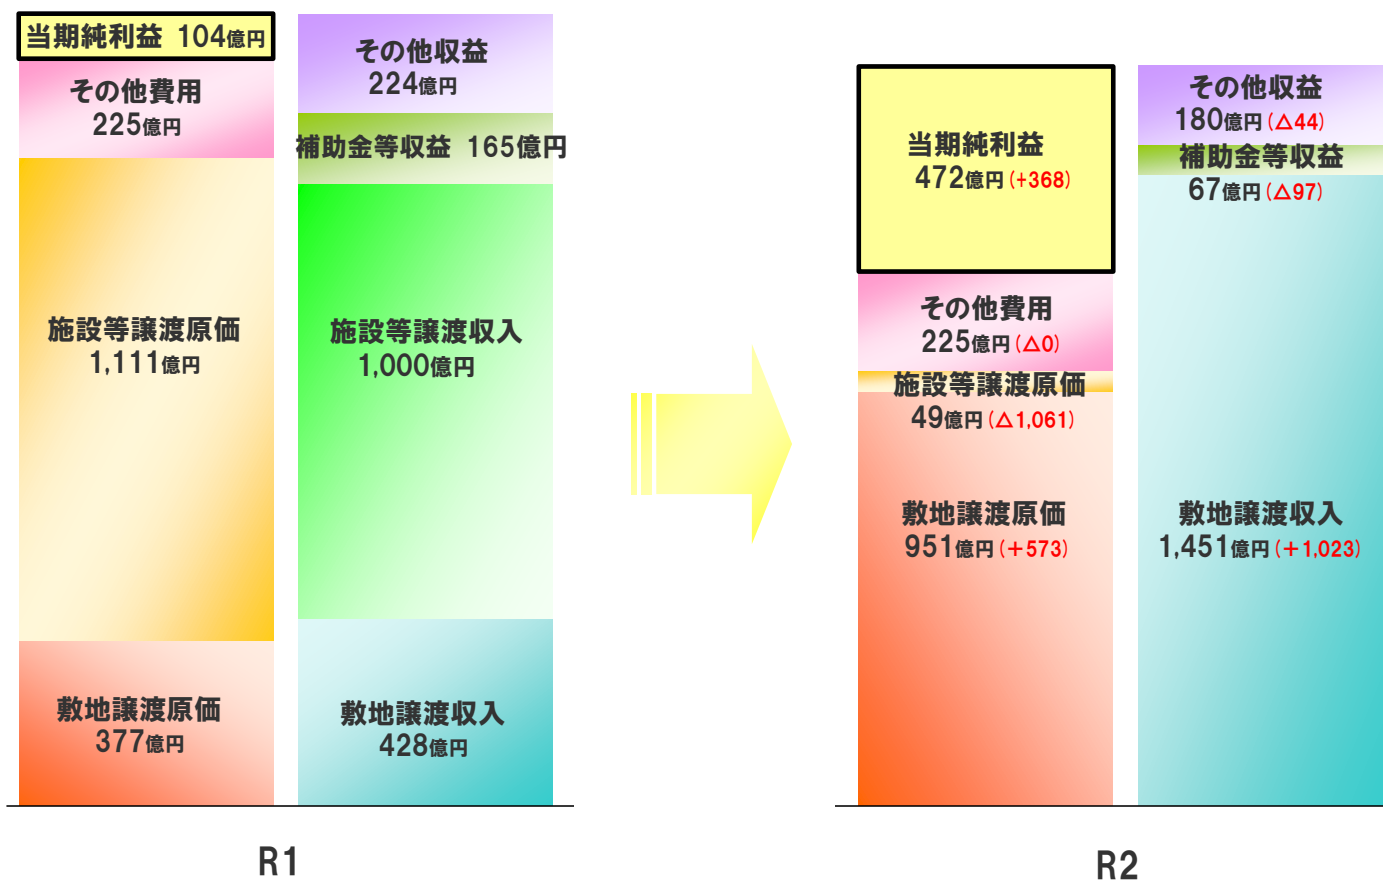 当期純利益 104億円
その他費用
225億円
施設等譲渡原価
1,111億円
敷地譲渡原価
377億円
その他収益
224億円
補助金等収益 165億円
施設等譲渡収入
1,000億円
敷地譲渡収入
428億円
R1
当期純利益
472億円(+368)
その他費用
225億円(△0)
施設等譲渡原価
49億円(△1,061)
敷地譲渡原価
951億円(+573)
その他収益
180億円(△44)
補助金等収益
67億円(△97)
敷地譲渡収入
1,451億円(+1,023)
R2